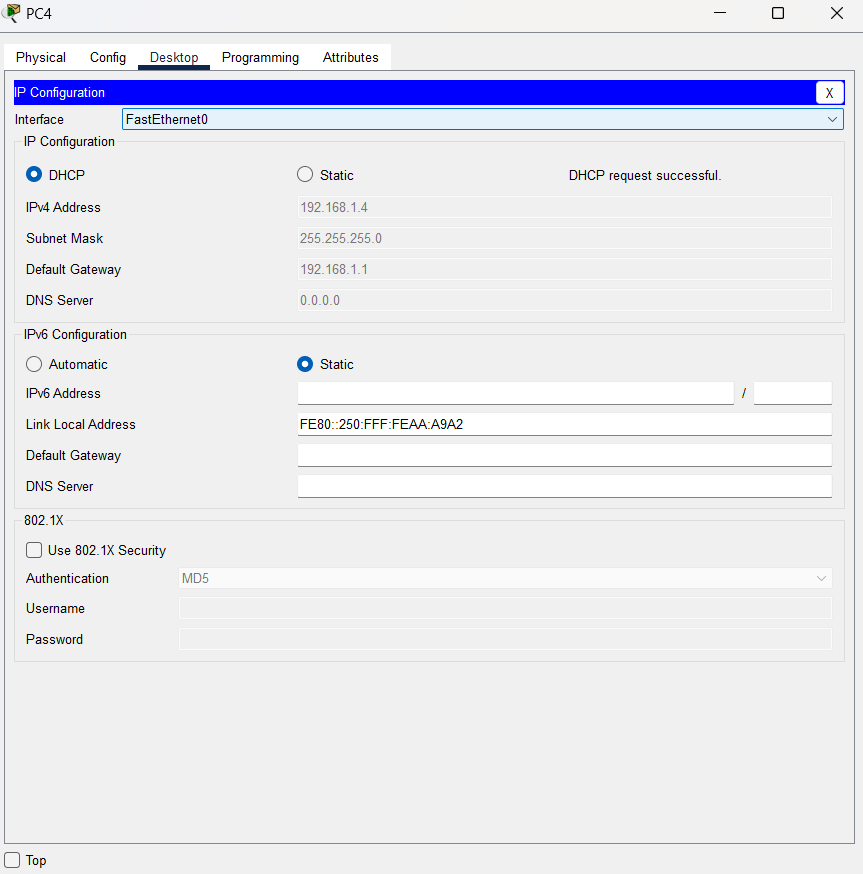 PC4
Physical Config Desktop Programming Attributes
IP Configuration X
Interface FastEthernet0
IP Configuration
DHCP Static DHCP request successful.
IPv4 Address 192.168.1.4
Subnet Mask 255.255.255.0
Default Gateway 192.168.1.1
DNS Server 0.0.0.0
IPv6 Configuration
Automatic Static
IPv6 Address /
Link Local Address FE80::250:FFF:FEAA:A9A2
Default Gateway
DNS Server
802.1X
Use 802.1X Security
Authentication MD5
Username
Password
Top